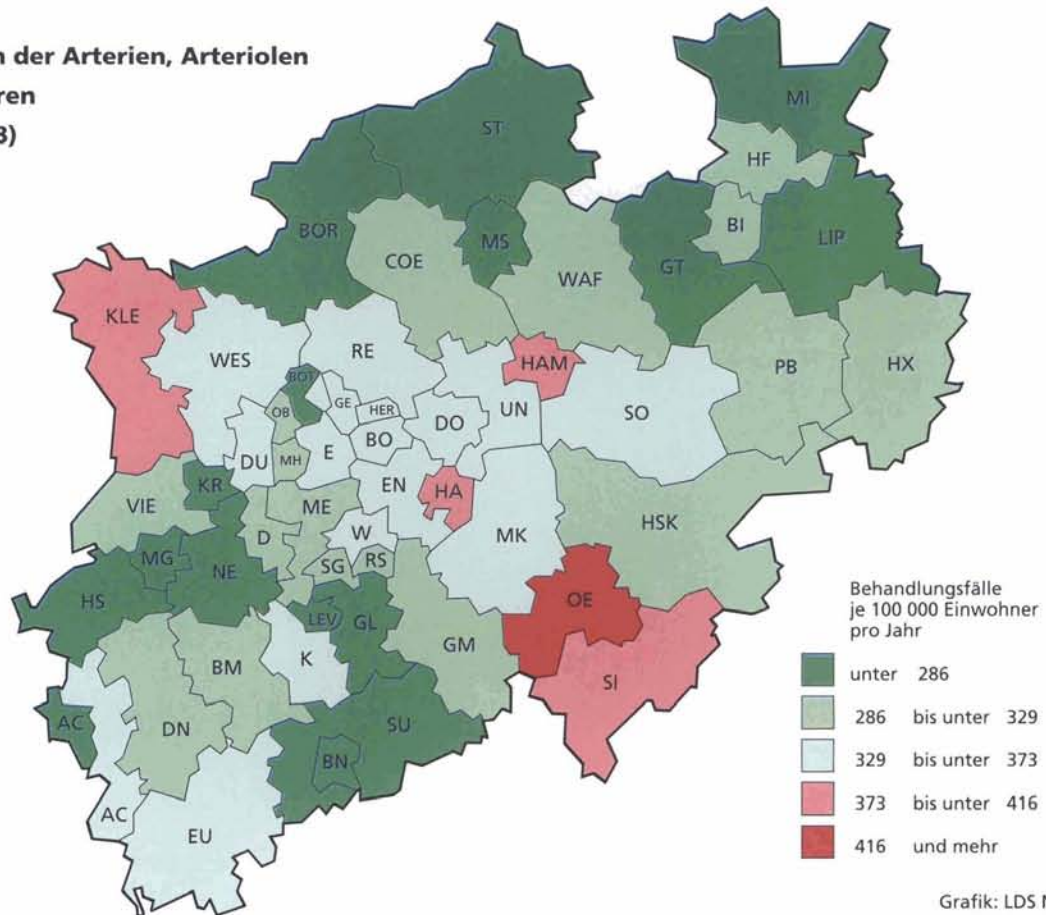 n der Arterien, Arteriolen
ren
3)
MI
ST
HF
BOR
MS
BI
LIP
COE
GT
WAF
KLE
WES
RE
HAM
PB
HX
BOT
GE
HER
OB
DO
UN
SO
BO
E
DU
MH
KR
EN
HA
VIE
ME
HSK
D
W
MK
MG
NE
SG
RS
HS
LEV
GL
OE
GM
K
BM
SI
AC
DN
SU
BN
AC
EU
Behandlungsfälle
je 100 000 Einwohner
pro Jahr
unter 286
286 bis unter 329
329 bis unter 373
373 bis unter 416
416 und mehr
Grafik: LDS N